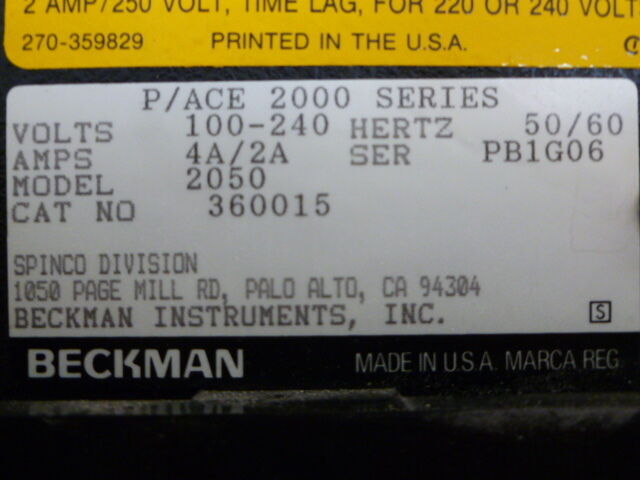 2 AMP/250 VOLT, TIME LAG, FOR 220 OR 240 VOLT
270-359829 PRINTED IN THE U.S.A.
P/ACE 2000 SERIES
VOLTS 100-240 HERTZ 50/60
AMPS 4A/2A SER PB1G06
MODEL 2050
CAT NO 360015
SPINCO DIVISION
1050 PAGE MILL RD, PALO ALTO, CA 94304
BECKMAN INSTRUMENTS, INC. S
BECKMAN MADE IN U.S.A. MARCA REG.